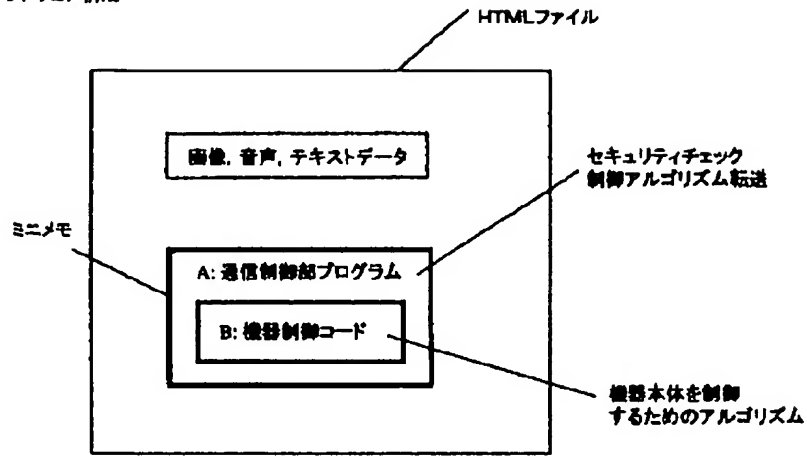 HTMLファイル
画像, 音声, テキストデータ
セキュリティチェック
制御アルゴリズム転送
ミニメモ
A: 通信制御部プログラム
B: 機器制御コード
機器本体を制御
するためのアルゴリズム